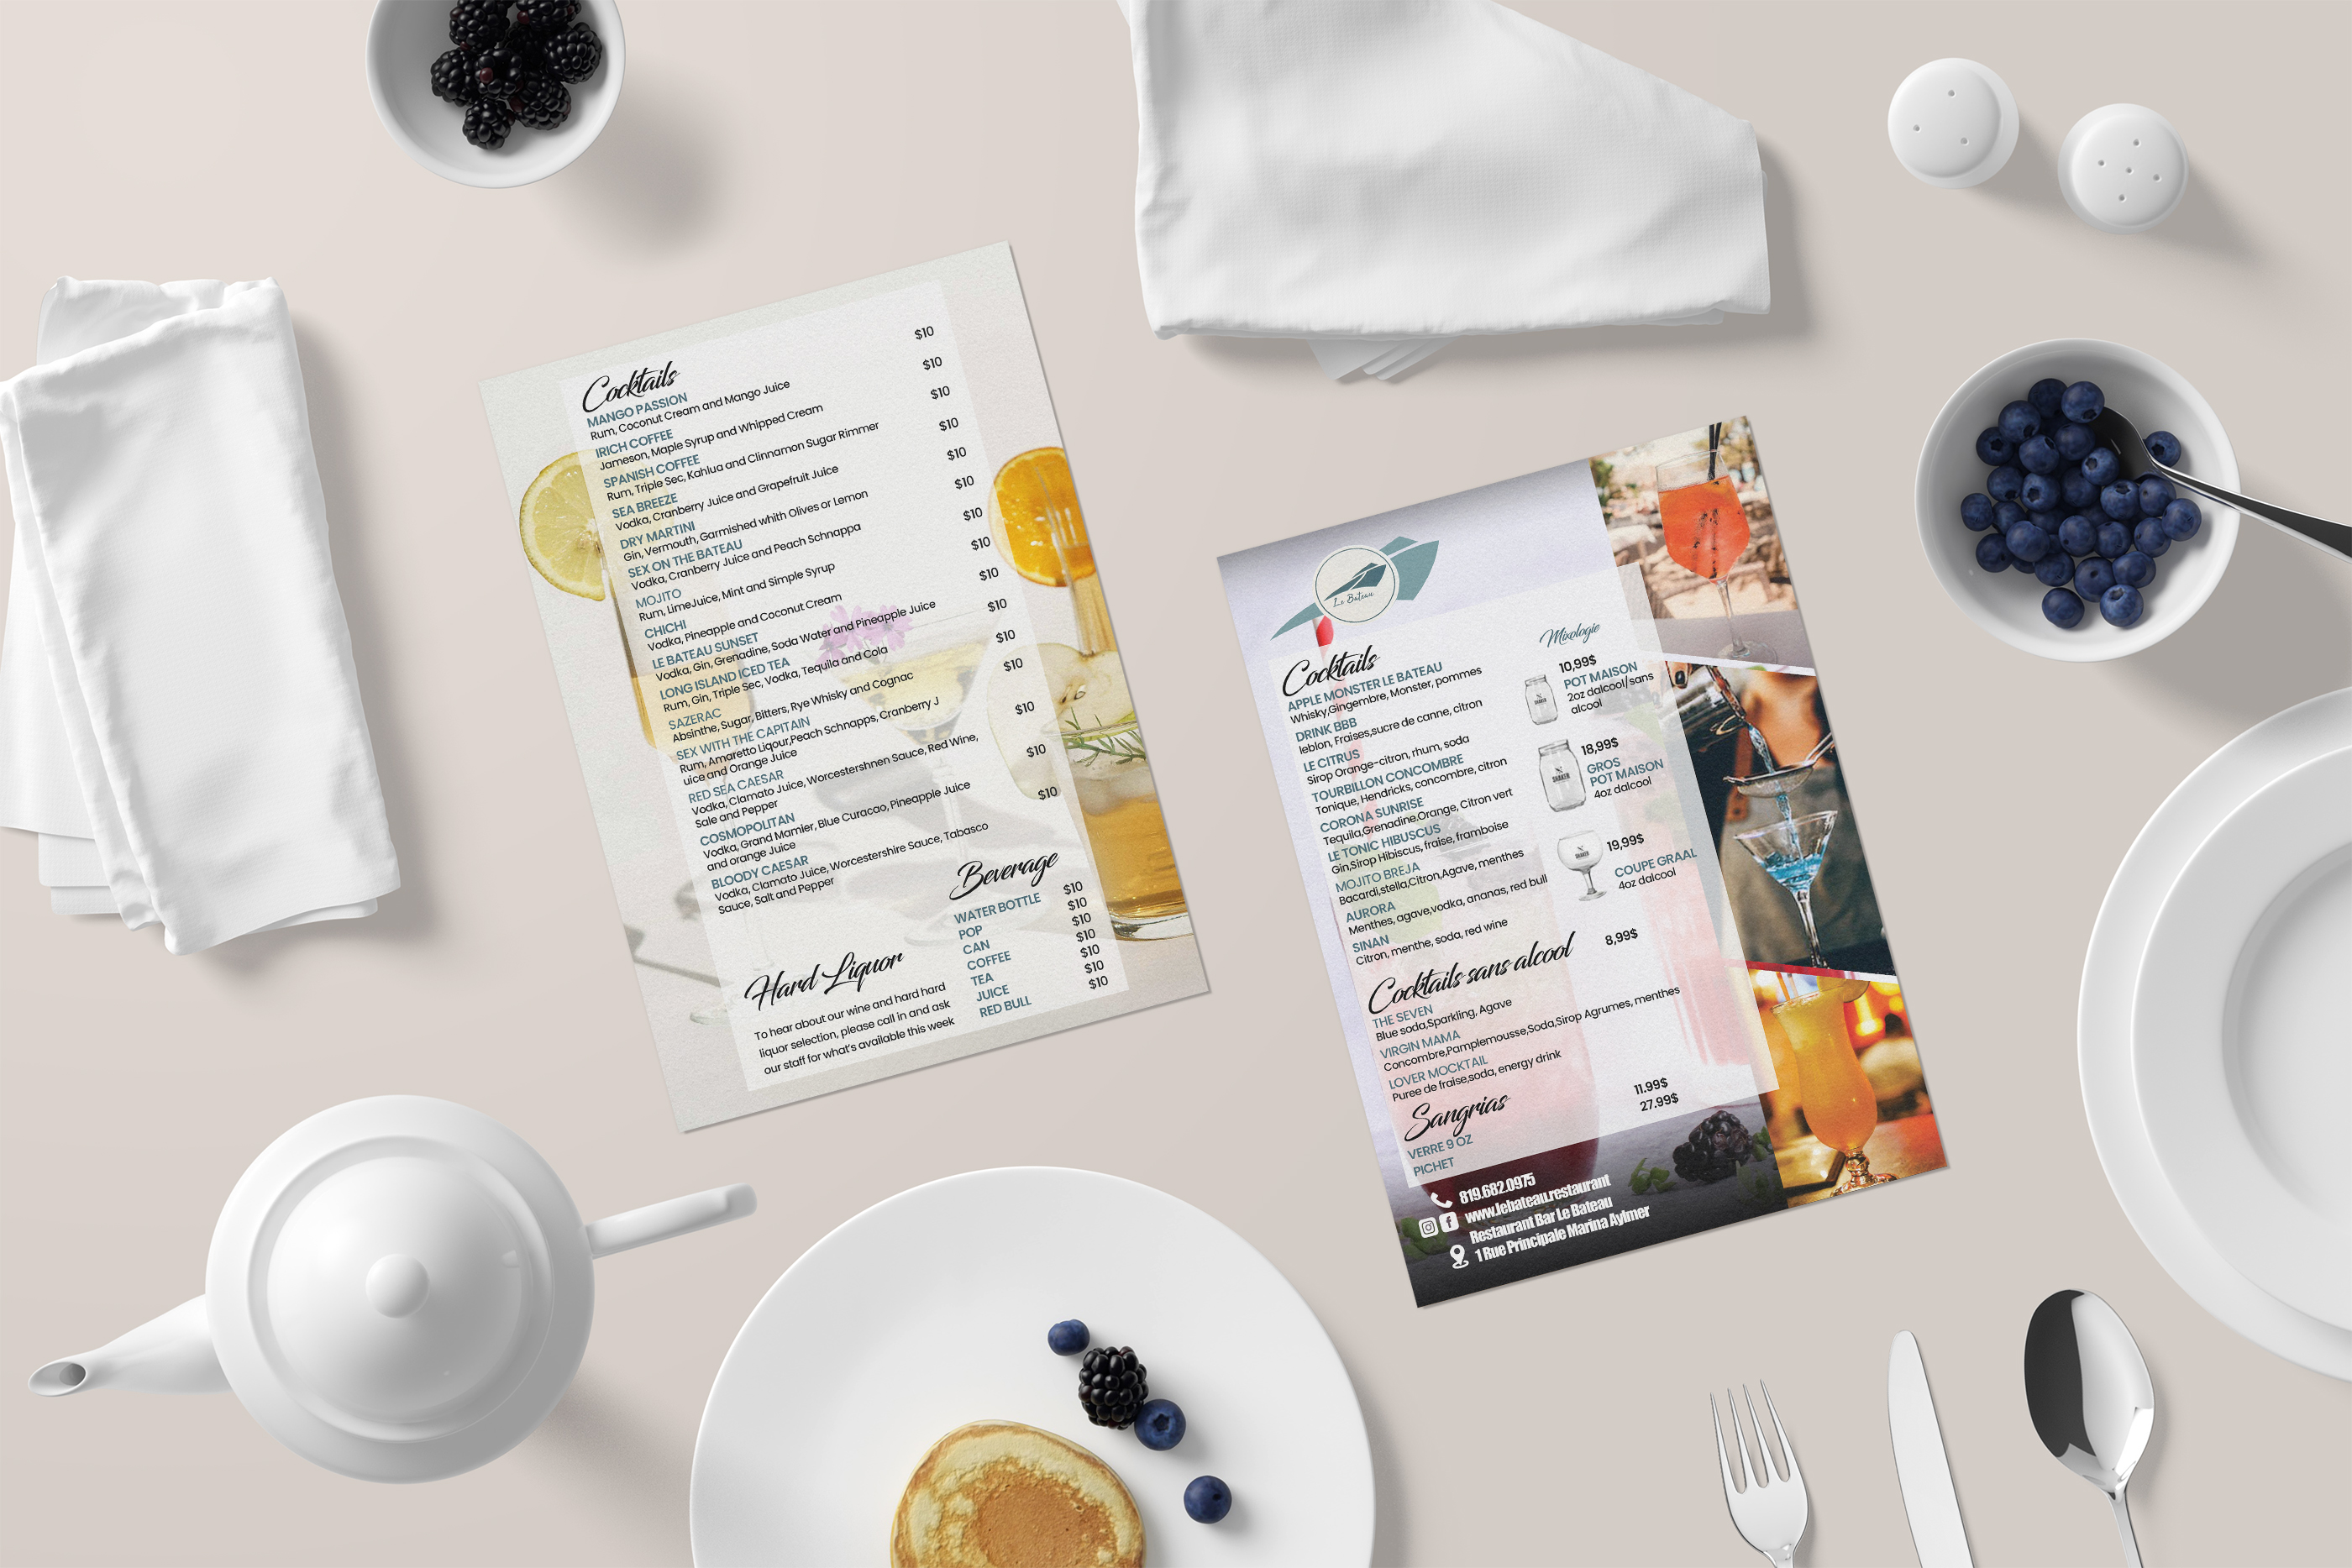 Cocktails
MANGO PASSION
Rum, Coconut Cream and Mango Juice
$10
IRICH COFFEE
Jameson, Maple Syrup and Whipped Cream
$10
SPANISH COFFEE
Rum, Triple Sec, Kahlua and Clinnamon Sugar Rimmer
$10
SEA BREEZE
Vodka, Cranberry Juice and Grapefruit Juice
$10
DRY MARTINI
Gin, Vermouth, Garmished whith Olives or Lemon
$10
SEX ON THE BATEAU
Vodka, Cranberry Juice and Peach Schnappa
$10
MOJITO
Rum, LimeJuice, Mint and Simple Syrup
$10
CHICHI
Vodka, Pineapple and Coconut Cream
$10
LE BATEAU SUNSET
Vodka, Gin, Grenadine, Soda Water and Pineapple Juice
$10
LONG ISLAND ICED TEA
Rum, Gin, Triple Sec, Vodka, Tequila and Cola
$10
SAZERAC
Absinthe, Sugar, Bitters, Rye Whisky and Cognac
$10
SEX WITH THE CAPITAIN
Rum, Amaretto Liqour,Peach Schnapps, Cranberry J
uice and Orange Juice
$10
RED SEA CAESAR
Vodka, Clamato Juice, Worcestershnen Sauce, Red Wine,
Sale and Pepper
$10
COSMOPOLITAN
Vodka, Grand Marnier, Blue Curacao, Pineapple Juice
and orange Juice
$10
BLOODY CAESAR
Vodka, Clamato Juice, Worcestershire Sauce, Tabasco
Sauce, Salt and Pepper
$10
Hard Liquor
To hear about our wine and hard hard
liquor selection, please call in and ask
our staff for what's available this week
Beverage
WATER BOTTLE $10
POP $10
CAN $10
COFFEE $10
TEA $10
JUICE $10
RED BULL $10
Le Bateau
Cocktails
APPLE MONSTER LE BATEAU
Whisky,Gingembre, Monster, pommes
DRINK BBB
leblon, Fraises,sucre de canne, citron
LE CITRUS
Sirop Orange-citron, rhum, soda
TOURBILLON CONCOMBRE
Tonique, Hendricks, concombre, citron
CORONA SUNRISE
Tequila,Grenadine.Orange, Citron vert
LE TONIC HIBUSCUS
Gin,Sirop Hibiscus, fraise, framboise
MOJITO BREJA
Bacardi,stella,Citron,Agave, menthes
AURORA
Menthes, agave,vodka, ananas, red bull
SINAN
Citron, menthe, soda, red wine
Mixologie
10,99$
POT MAISON
2oz dalcool/sans
alcool
SHAKER
18,99$
GROS
POT MAISON
4oz dalcool
SHAKER
19,99$
COUPE GRAAL
4oz dalcool
SHAKER
Cocktails sans alcool
8,99$
THE SEVEN
Blue soda,Sparkling, Agave
VIRGIN MAMA
Concombre,Pamplemousse,Soda,Sirop Agrumes, menthes
LOVER MOCKTAIL
Puree de fraise,soda, energy drink
Sangrias
VERRE 9 OZ 11.99$
PICHET 27.99$
819.682.0975
www.lebateau.restaurant
Restaurant Bar Le Bateau
1 Rue Principale Marina Aylmer